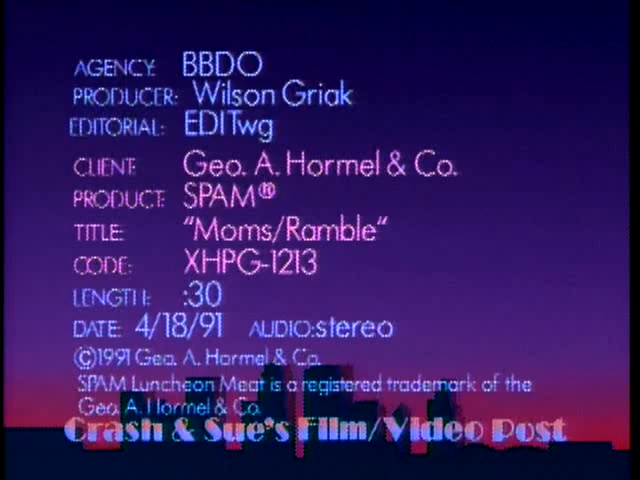 AGENCY: BBDO
PRODUCER: Wilson Griak
EDITORIAL: EDITwg
CLIENT: Geo. A. Hormel & Co.
PRODUCT: SPAM®
TITLE: "Moms/Ramble"
CODE: XHPG-1213
LENGTH: :30
DATE: 4/18/91 AUDIO: stereo
©1991 Geo. A. Hormel & Co.
SPAM Luncheon Meat is a registered trademark of the
Geo. A. Hormel & Co.
Crash & Sue's Film/Video Post